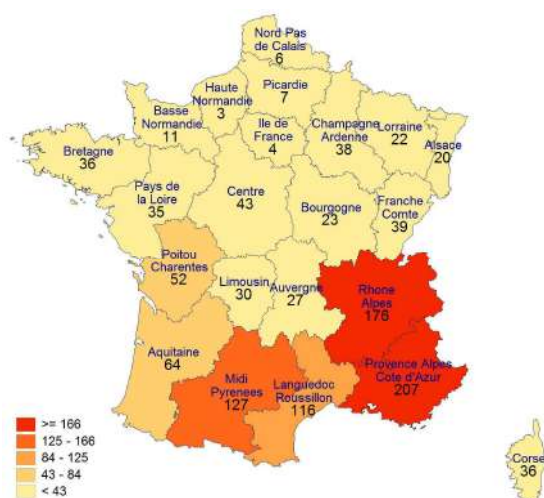 Nord Pas
de Calais
6
Picardie
7
Haute
Normandie
3
Basse
Normandie
11
Ile de
France
4
Champagne
Ardenne
38
Lorraine
22
Alsace
20
Bretagne
36
Pays de
la Loire
35
Centre
43
Bourgogne
23
Franche
Comte
39
Poitou
Charentes
52
Limousin
30
Auvergne
27
Rhone
Alpes
176
Aquitaine
64
Midi
Pyrenees
127
Languedoc
Roussillon
116
Provence Alpes
Cote d'Azur
207
Corse
36
>= 166
125 - 166
84 - 125
43 - 84
< 43